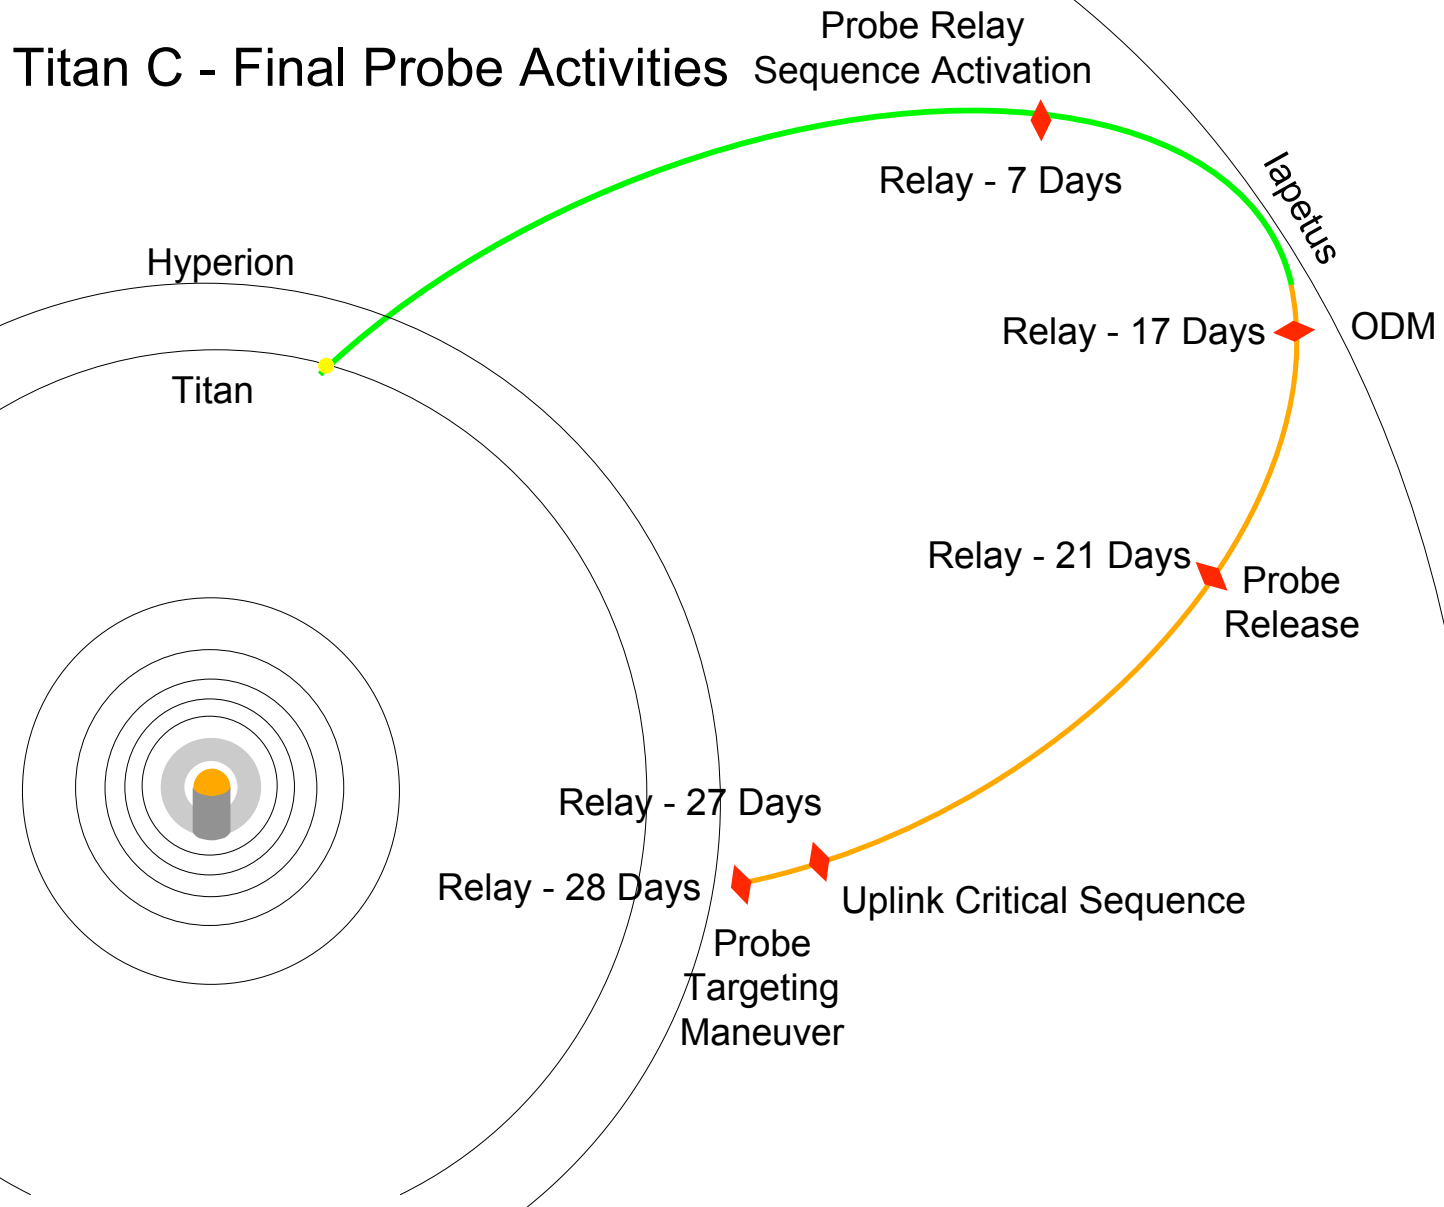 Titan C - Final Probe Activities
Probe Relay
Sequence Activation
Relay - 7 Days
Iapetus
Hyperion
Titan
Relay - 17 Days
ODM
Relay - 21 Days
Probe
Release
Relay - 27 Days
Relay - 28 Days
Uplink Critical Sequence
Probe
Targeting
Maneuver